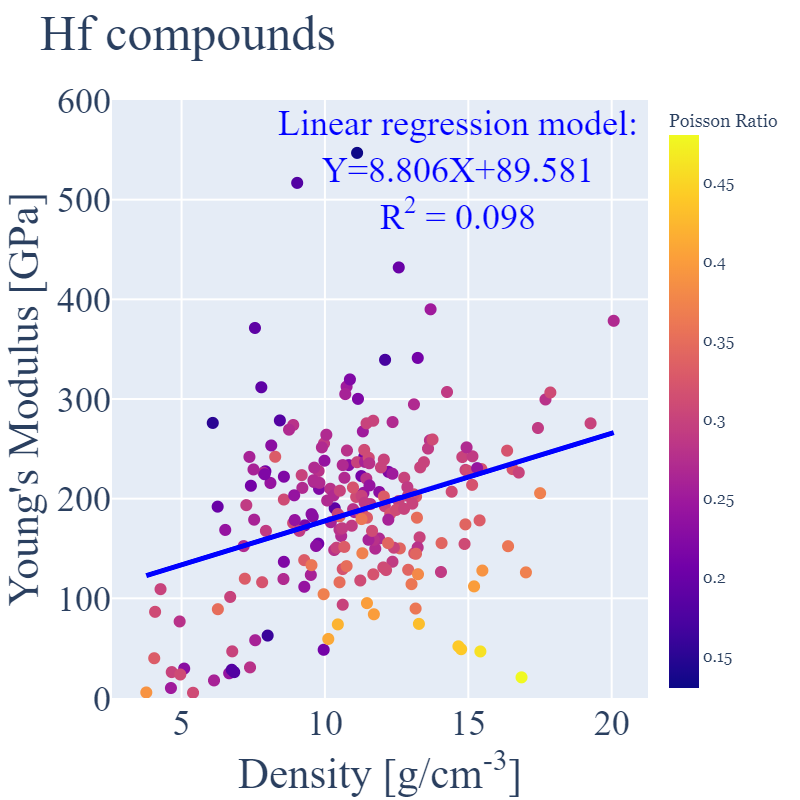 Hf compounds
Linear regression model:
Y=8.806X+89.581
R² = 0.098
Poisson Ratio
0.45
0.4
0.35
0.3
0.25
0.2
0.15
Young's Modulus [GPa]
600
500
400
300
200
100
0
5
10
15
20
Density [g/cm⁻³]